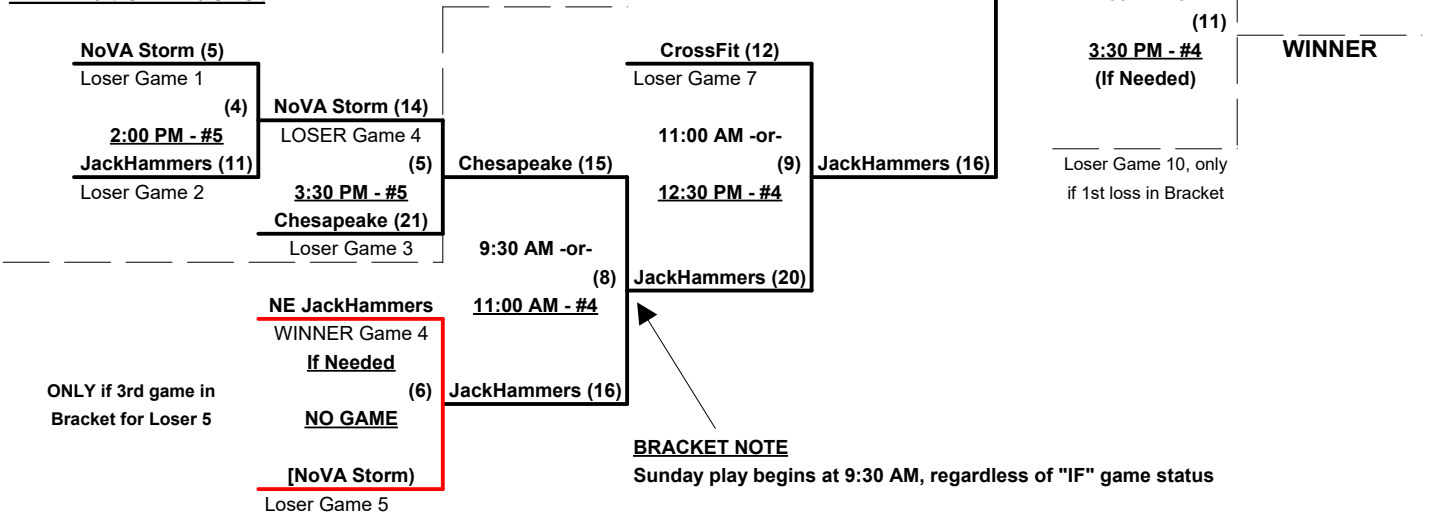 (11)
NoVA Storm (5)
CrossFit (12)
3:30 PM - #4
WINNER
Loser Game 1
Loser Game 7
(If Needed)
(4)
NoVA Storm (14)
2:00 PM - #5
LOSER Game 4
11:00 AM -or-
JackHammers (11)
(5)
Chesapeake (15)
(9)
JackHammers (16)
Loser Game 10, only
Loser Game 2
3:30 PM - #5
12:30 PM - #4
if 1st loss in Bracket
Chesapeake (21)
Loser Game 3
9:30 AM -or-
(8)
JackHammers (20)
NE JackHammers
11:00 AM - #4
WINNER Game 4
If Needed
ONLY if 3rd game in
(6)
JackHammers (16)
Bracket for Loser 5
NO GAME
BRACKET NOTE
[NoVA Storm)
Sunday play begins at 9:30 AM, regardless of "IF" game status
Loser Game 5